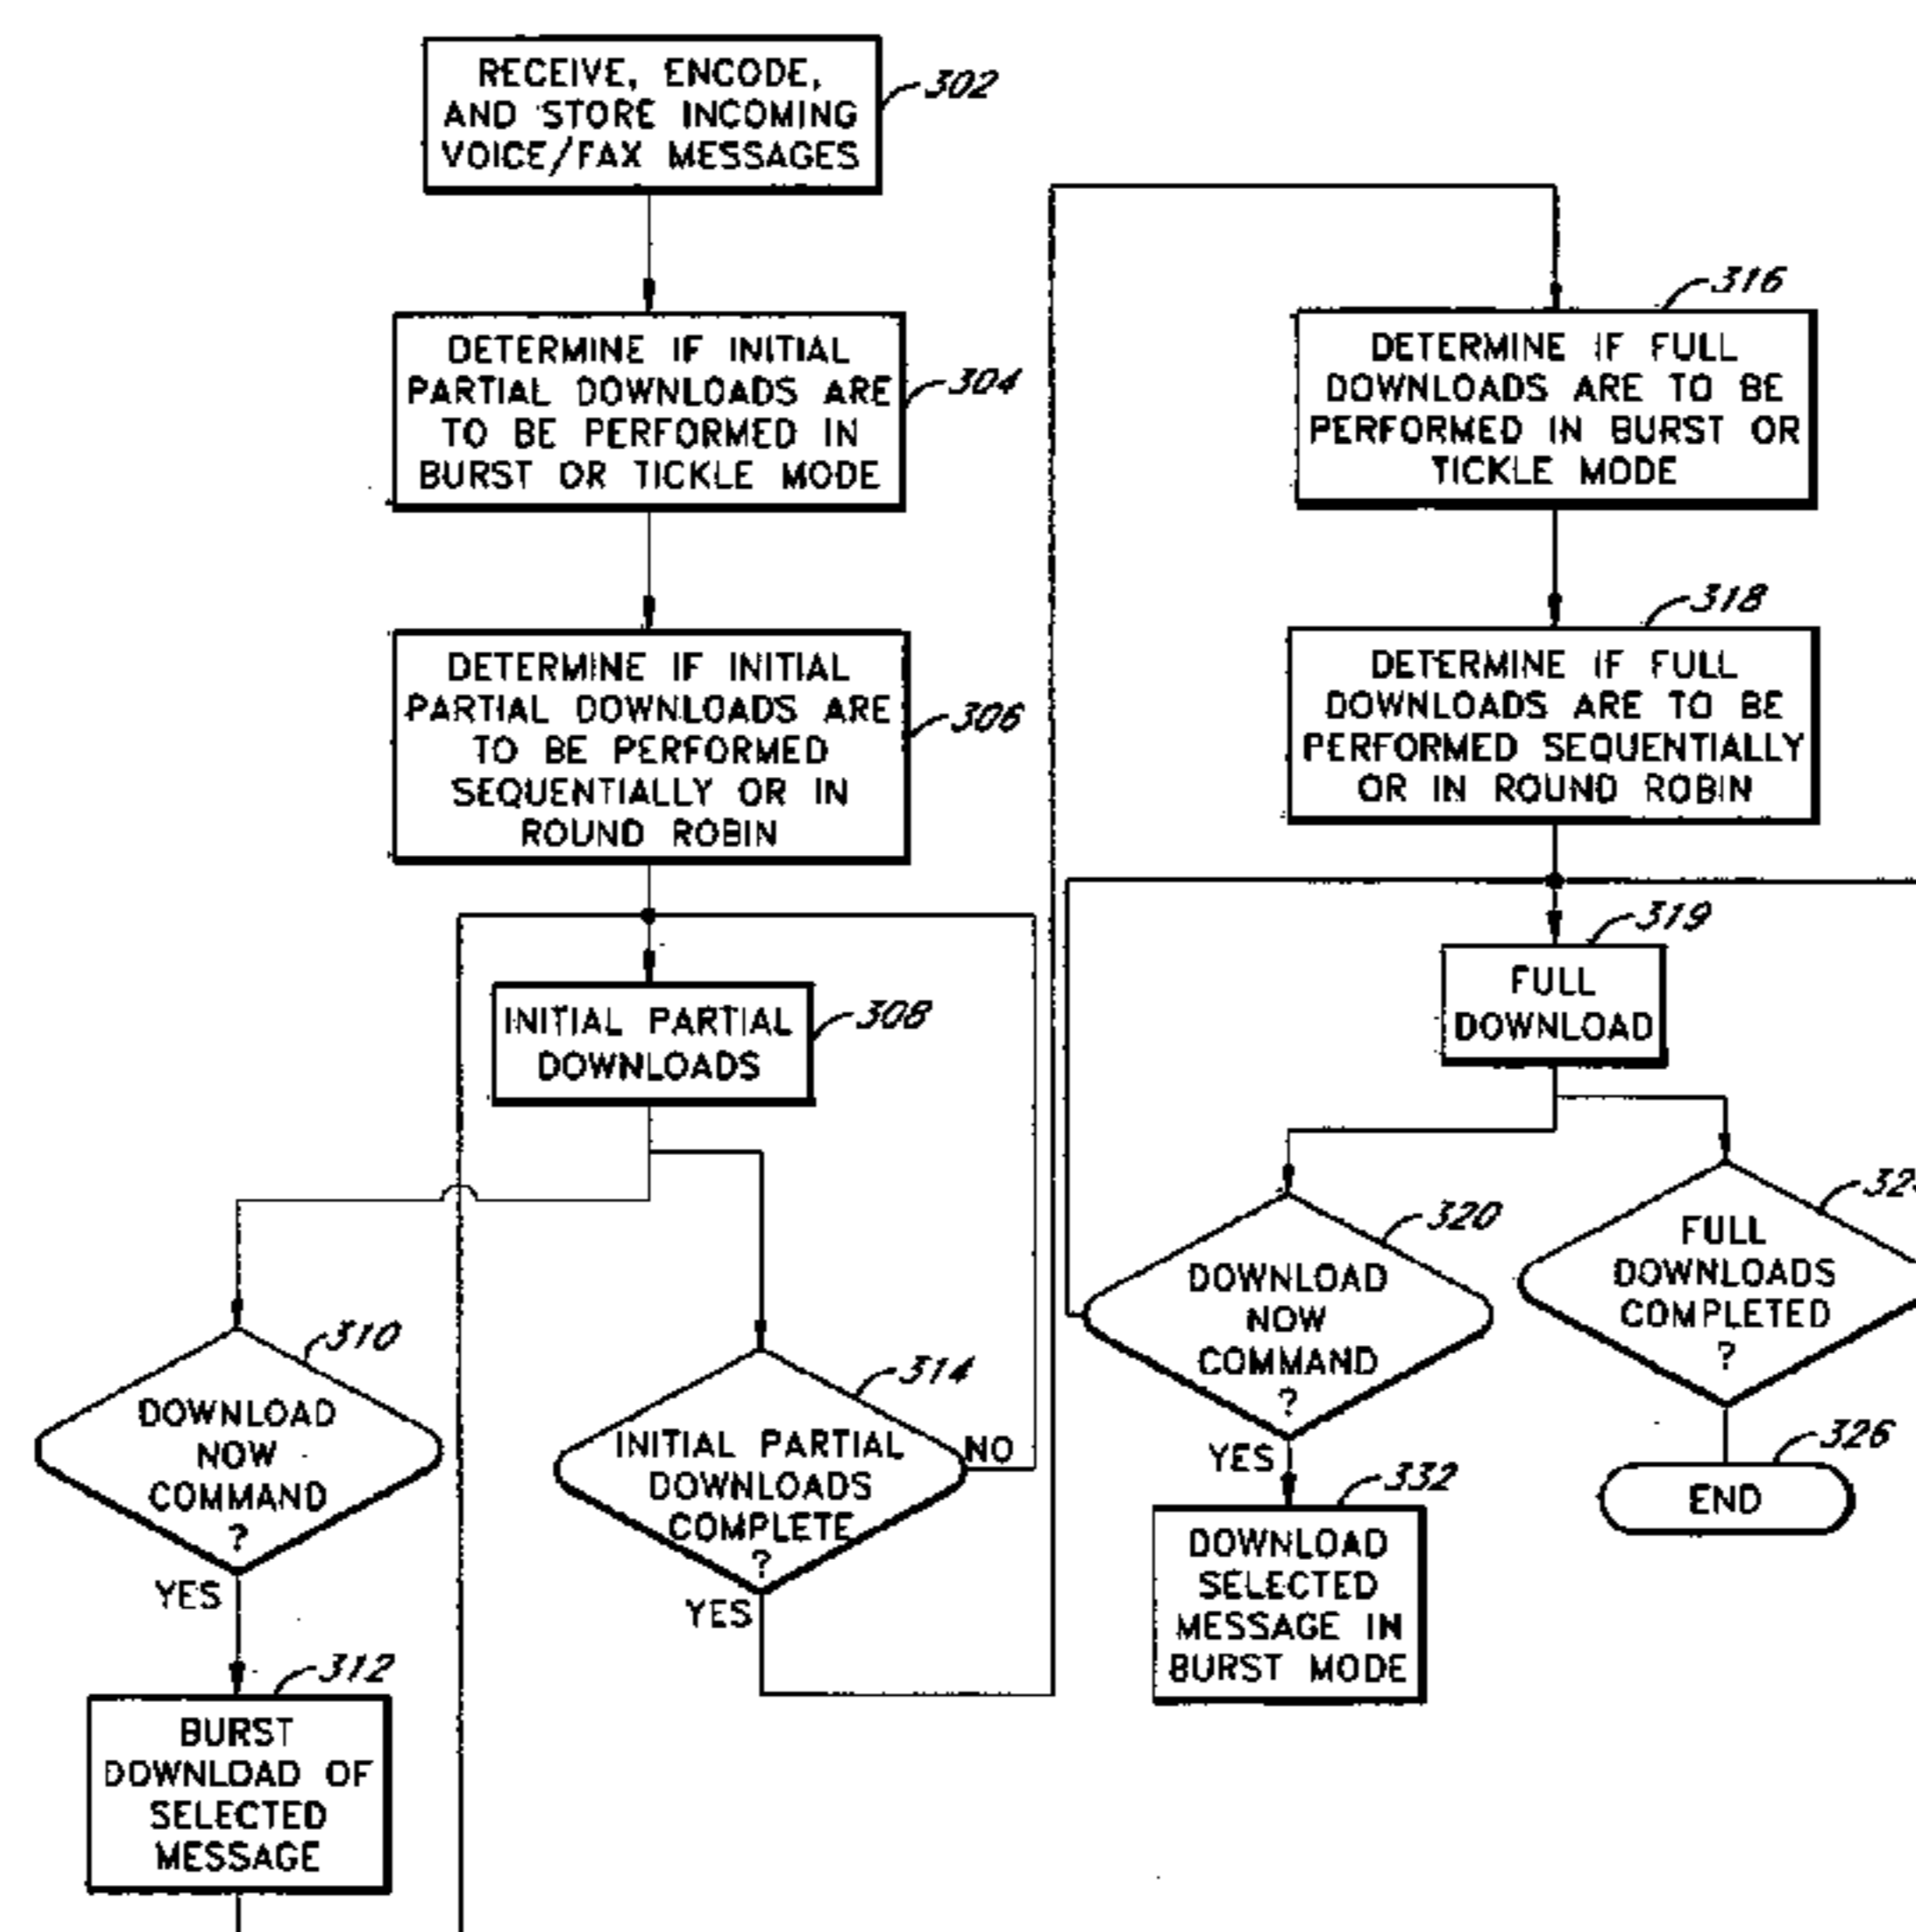 RECEIVE, ENCODE,
AND STORE INCOMING
VOICE/FAX MESSAGES
302
DETERMINE IF INITIAL
PARTIAL DOWNLOADS ARE
TO BE PERFORMED IN
BURST OR TICKLE MODE
304
DETERMINE IF INITIAL
PARTIAL DOWNLOADS ARE
TO BE PERFORMED
SEQUENTIALLY OR IN
ROUND ROBIN
306
INITIAL PARTIAL
DOWNLOADS
308
DOWNLOAD
NOW
COMMAND
?
310
YES
BURST
DOWNLOAD OF
SELECTED
MESSAGE
312
INITIAL PARTIAL
DOWNLOADS
COMPLETE
?
314
NO
YES
DETERMINE IF FULL
DOWNLOADS ARE TO BE
PERFORMED IN BURST OR
TICKLE MODE
316
DETERMINE IF FULL
DOWNLOADS ARE TO BE
PERFORMED SEQUENTIALLY
OR IN ROUND ROBIN
318
FULL
DOWNLOAD
319
DOWNLOAD
NOW
COMMAND
?
320
YES
DOWNLOAD
SELECTED
MESSAGE IN
BURST MODE
332
FULL
DOWNLOADS
COMPLETED
?
END
326